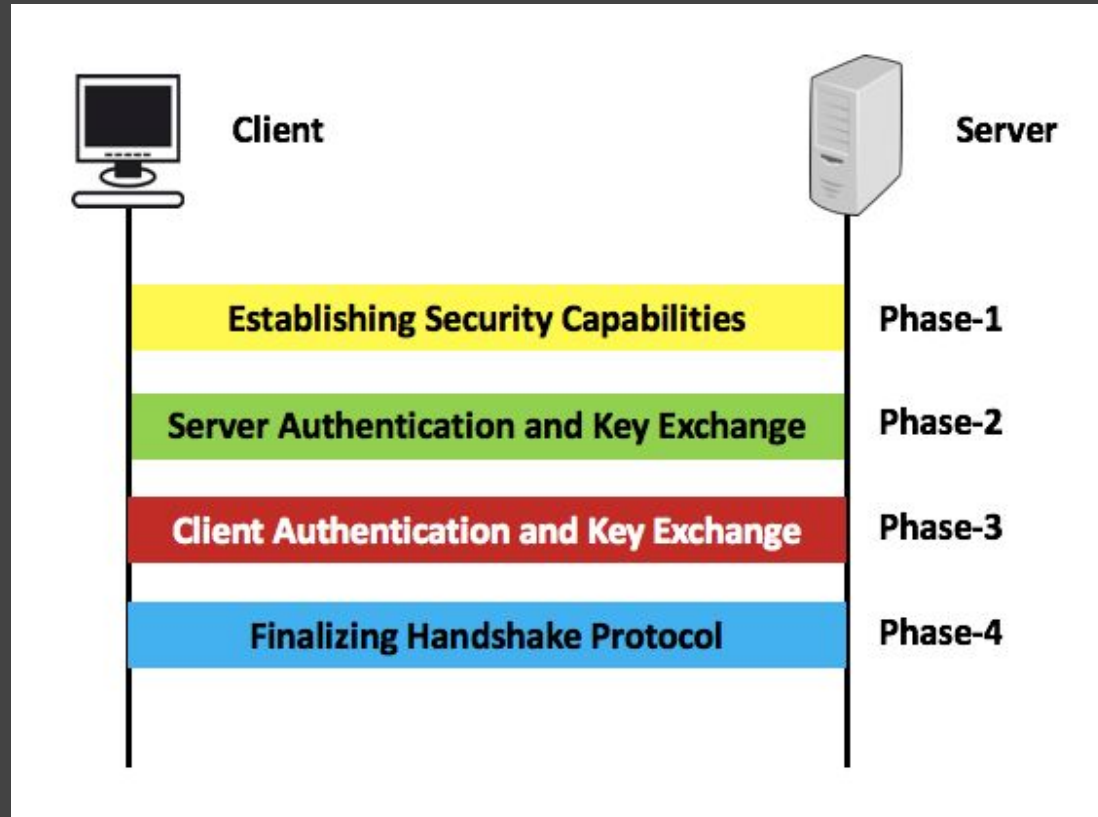 Client
Server
Establishing Security Capabilities
Phase-1
Server Authentication and Key Exchange
Phase-2
Client Authentication and Key Exchange
Phase-3
Finalizing Handshake Protocol
Phase-4